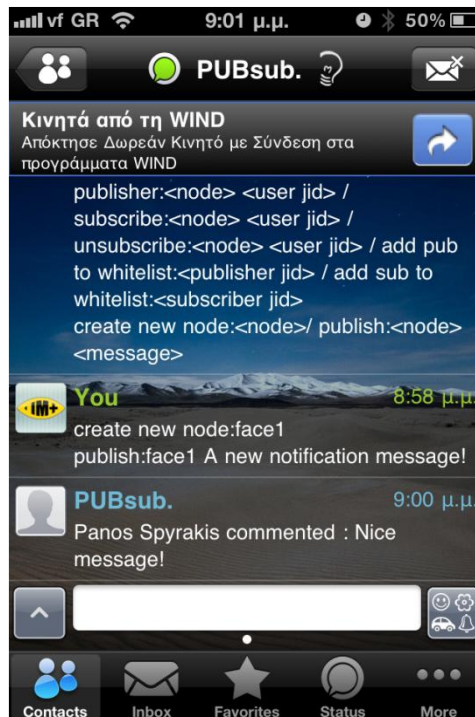 vf GR 9:01 μ.μ. 50%
PUBsub.
Κινητά από τη WIND
Απόκτησε Δωρεάν Κινητό με Σύνδεση στα
προγράμματα WIND
publisher:<node> <user jid> /
subscribe:<node> <user jid> /
unsubscribe:<node> <user jid> / add pub
to whitelist:<publisher jid> / add sub to
whitelist:<subscriber jid>
create new node:<node>/ publish:<node>
<message>
IM+
You 8:58 μ.μ.
create new node:face1
publish:face1 A new notification message!
PUBsub. 9:00 μ.μ.
Panos Spyrakis commented : Nice
message!
Contacts Inbox Favorites Status More